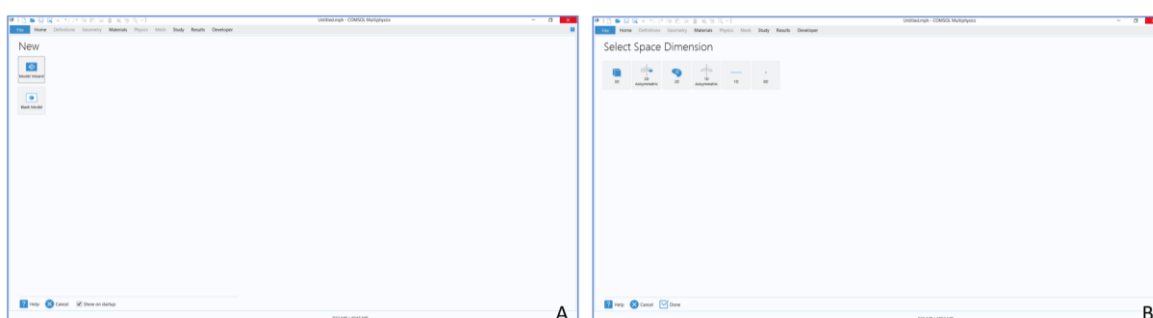 Untitled.mph - COMSOL Multiphysics
File Home Definitions Geometry Materials Physics Mesh Study Results Developer
New
Model Wizard
Blank Model
Help Cancel Show on startup
A
Untitled.mph - COMSOL Multiphysics
File Home Definitions Geometry Materials Physics Mesh Study Results Developer
Select Space Dimension
3D 2D Axisymmetric 2D 1D Axisymmetric 1D 0D
Help Cancel Done
B